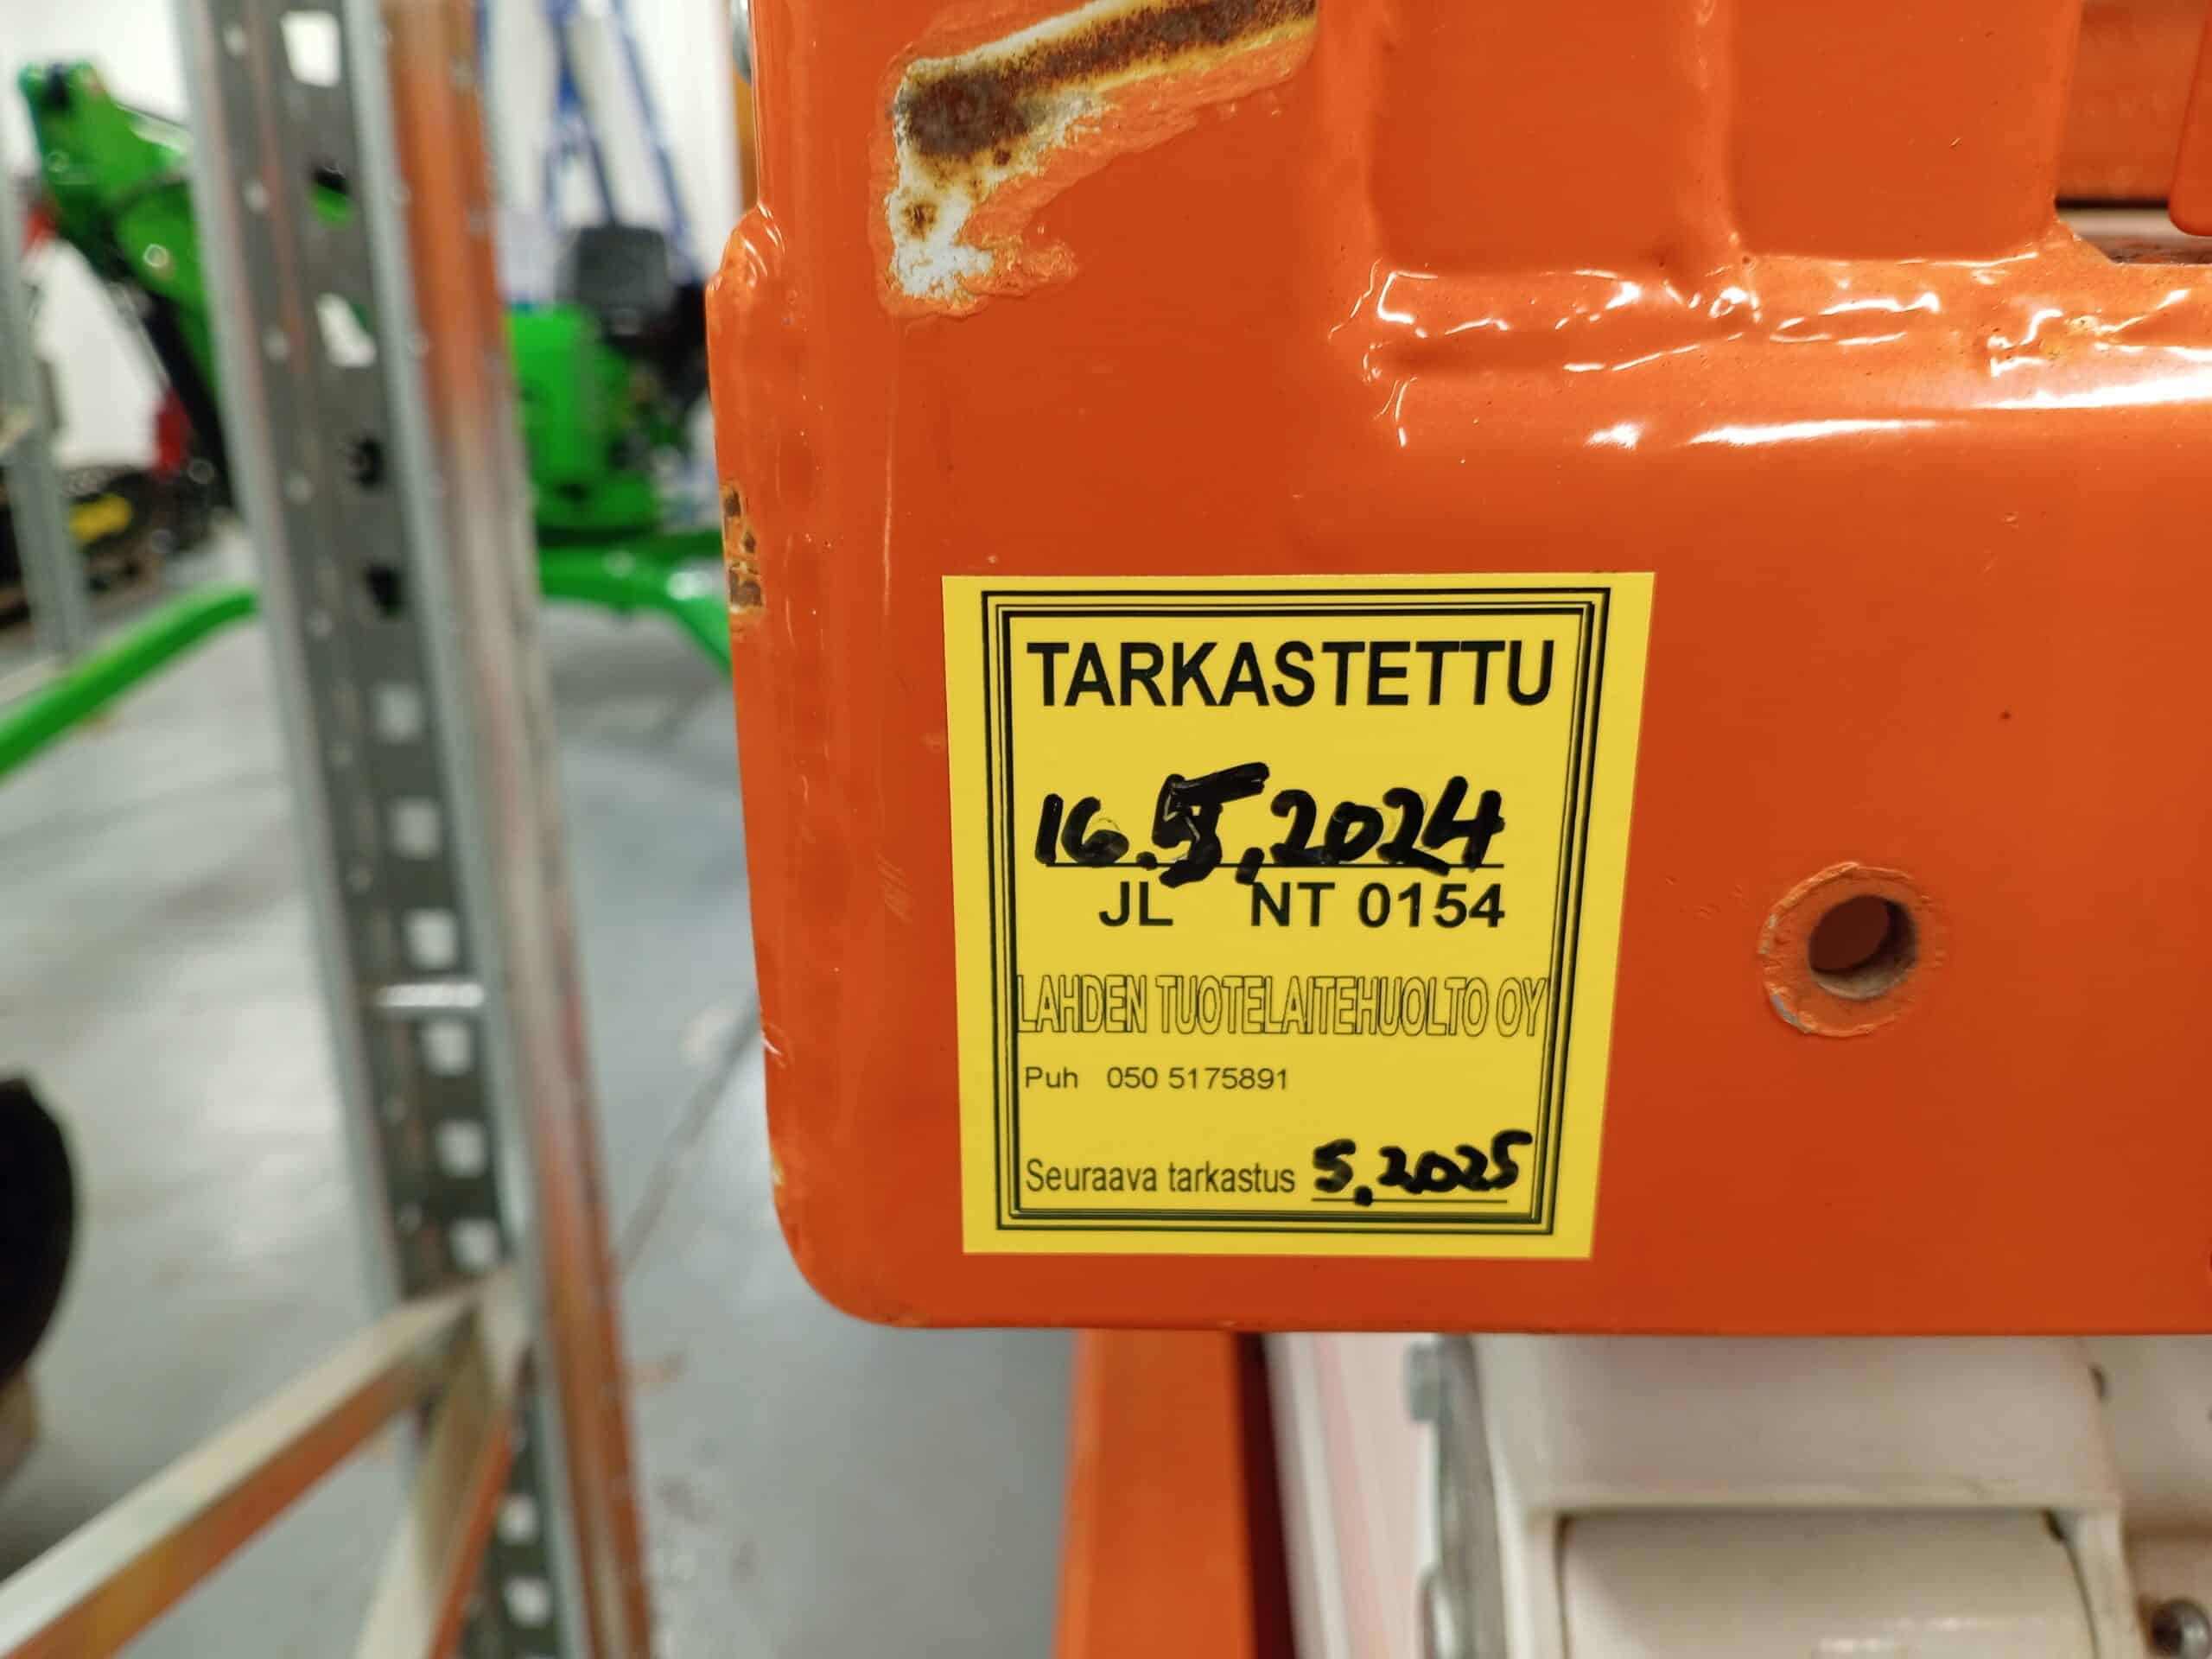 TARKASTETTU
16.5.2024
JL NT 0154
LAHDEN TUOTELAITEHUOLTO OY
Puh 050 5175891
Seuraava tarkastus 5.2025